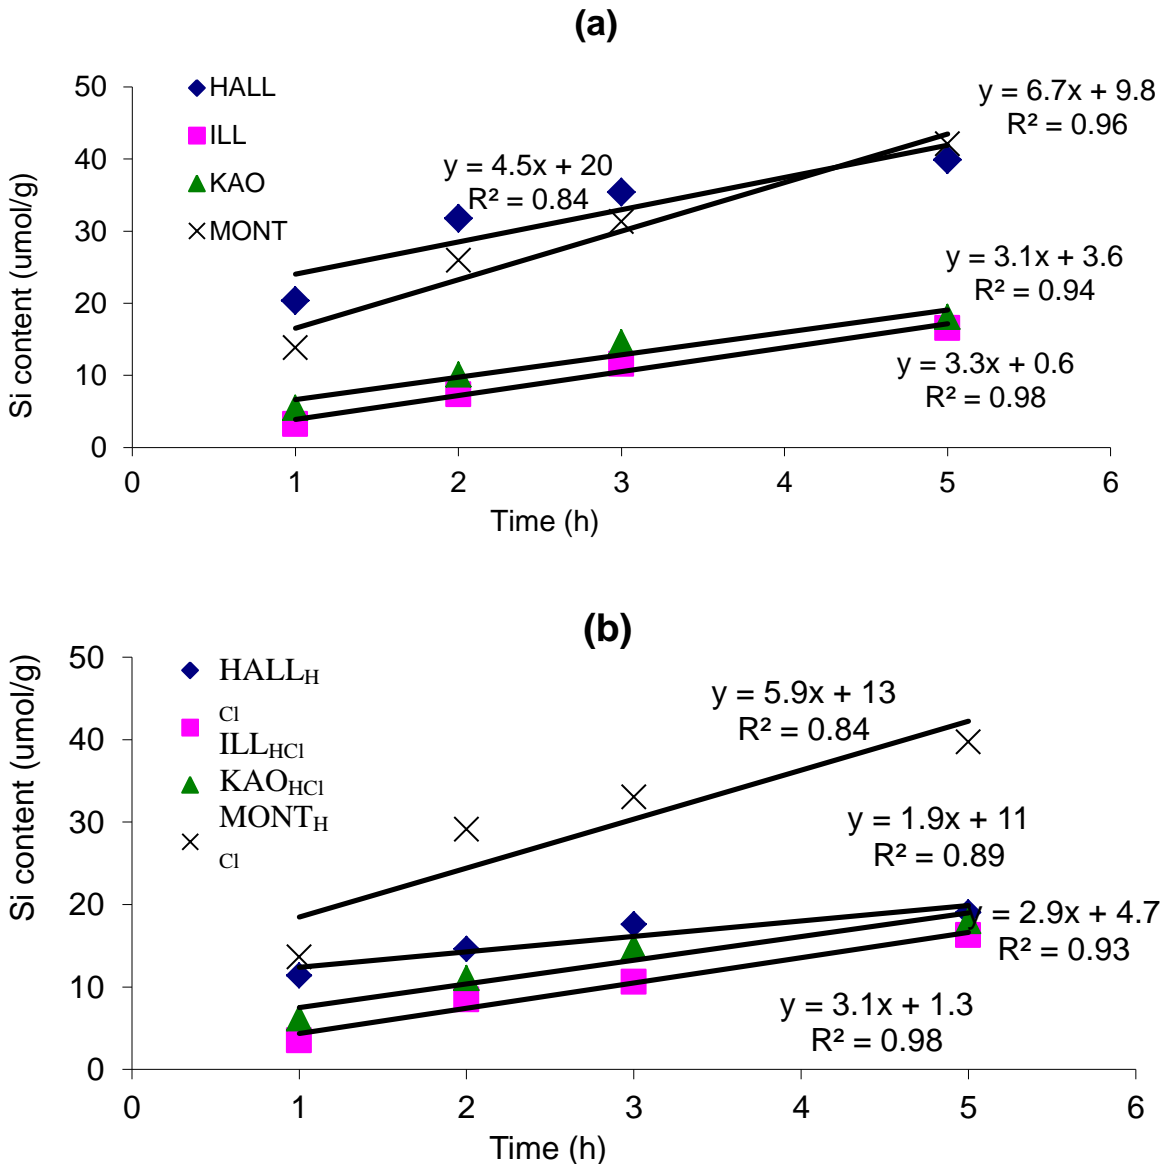 (a)
50
40
30
20
10
0
Si content (umol/g)
HALL
ILL
KAO
MONT
y = 4.5x + 20
R² = 0.84
y = 6.7x + 9.8
R² = 0.96
y = 3.1x + 3.6
R² = 0.94
y = 3.3x + 0.6
R² = 0.98
0 1 2 3 4 5 6
Time (h)
(b)
50
40
30
20
10
0
Si content (umol/g)
HALLH
Cl
ILLHCl
KAOHCl
MONTH
Cl
y = 5.9x + 13
R² = 0.84
y = 1.9x + 11
R² = 0.89
y = 2.9x + 4.7
R² = 0.93
y = 3.1x + 1.3
R² = 0.98
0 1 2 3 4 5 6
Time (h)